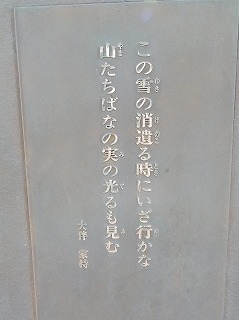 この雪の消遺る時にいざ行かな
山たちばなの実の光るも見む
大伴 家持